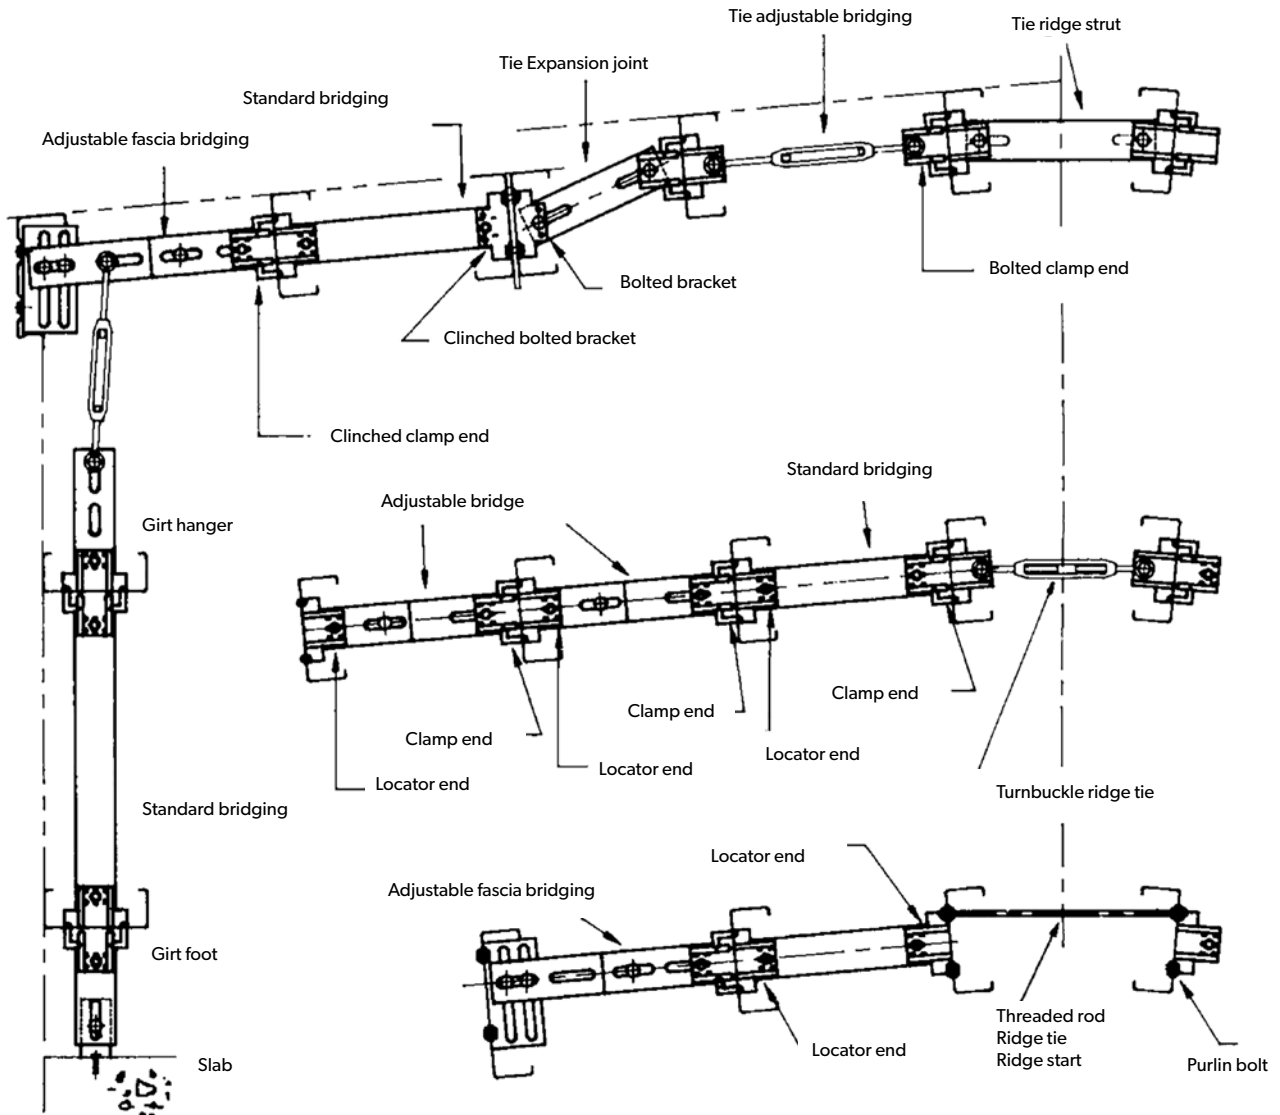 Tie adjustable bridging
Tie ridge strut
Tie Expansion joint
Standard bridging
Adjustable fascia bridging
Bolted clamp end
Bolted bracket
Clinched bolted bracket
Clinched clamp end
Standard bridging
Adjustable bridge
Girt hanger
Clamp end
Clamp end
Clamp end
Locator end
Locator end
Locator end
Turnbuckle ridge tie
Standard bridging
Locator end
Adjustable fascia bridging
Girt foot
Threaded rod
Ridge tie
Ridge start
Locator end
Purlin bolt
Slab